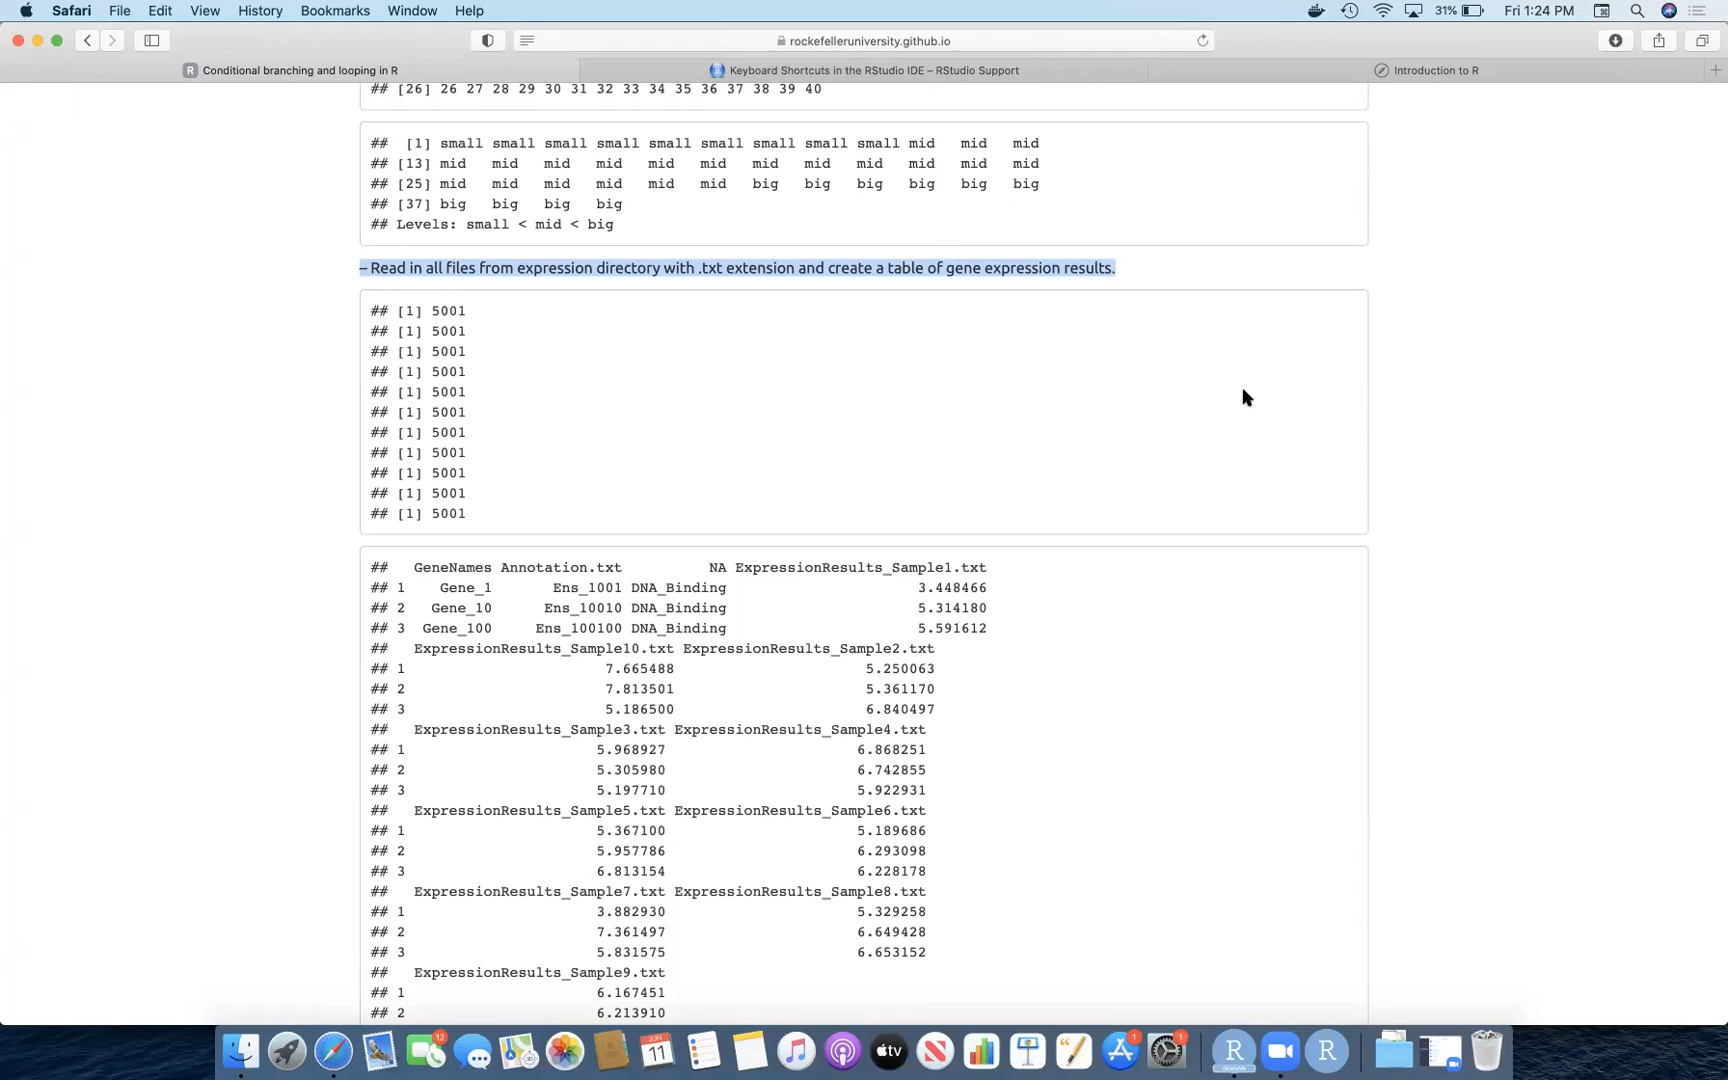 Safari File Edit View History Bookmarks Window Help 31% Fri 1:24 PM
rockefelleruniversity.github.io
R Conditional branching and looping in R Keyboard Shortcuts in the RStudio IDE – RStudio Support Introduction to R
## [26] 26 27 28 29 30 31 32 33 34 35 36 37 38 39 40
## [1] small small small small small small small small small mid mid mid
## [13] mid mid mid mid mid mid mid mid mid mid mid mid
## [25] mid mid mid mid mid mid big big big big big big
## [37] big big big big
## Levels: small < mid < big
– Read in all files from expression directory with .txt extension and create a table of gene expression results.
## [1] 5001
## [1] 5001
## [1] 5001
## [1] 5001
## [1] 5001
## [1] 5001
## [1] 5001
## [1] 5001
## [1] 5001
## [1] 5001
## [1] 5001
## GeneNames Annotation.txt NA ExpressionResults_Sample1.txt
## 1 Gene_1 Ens_1001 DNA_Binding 3.448466
## 2 Gene_10 Ens_10010 DNA_Binding 5.314180
## 3 Gene_100 Ens_100100 DNA_Binding 5.591612
## ExpressionResults_Sample10.txt ExpressionResults_Sample2.txt
## 1 7.665488 5.250063
## 2 7.813501 5.361170
## 3 5.186500 6.840497
## ExpressionResults_Sample3.txt ExpressionResults_Sample4.txt
## 1 5.968927 6.868251
## 2 5.305980 6.742855
## 3 5.197710 5.922931
## ExpressionResults_Sample5.txt ExpressionResults_Sample6.txt
## 1 5.367100 5.189686
## 2 5.957786 6.293098
## 3 6.813154 6.228178
## ExpressionResults_Sample7.txt ExpressionResults_Sample8.txt
## 1 3.882930 5.329258
## 2 7.361497 6.649428
## 3 5.831575 6.653152
## ExpressionResults_Sample9.txt
## 1 6.167451
## 2 6.213910
12 JUN 11 tv 1 1 R R